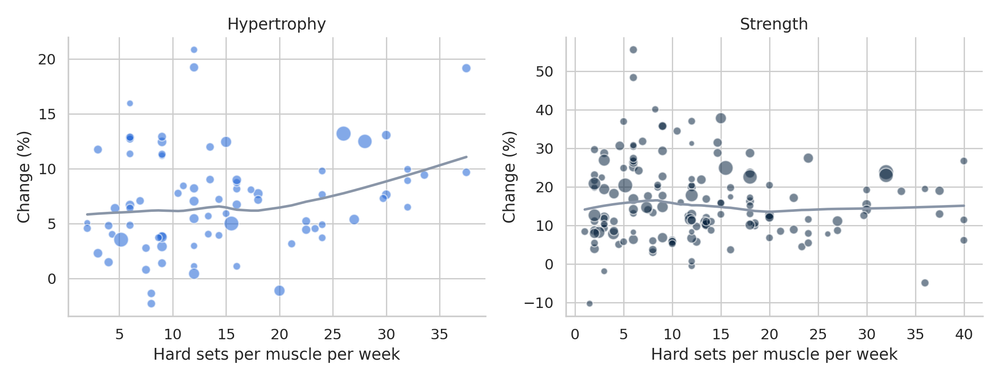 Hypertrophy
Change (%)
20
15
10
5
0
5 10 15 20 25 30 35
Hard sets per muscle per week
Strength
Change (%)
50
40
30
20
10
0
−10
0 5 10 15 20 25 30 35 40
Hard sets per muscle per week